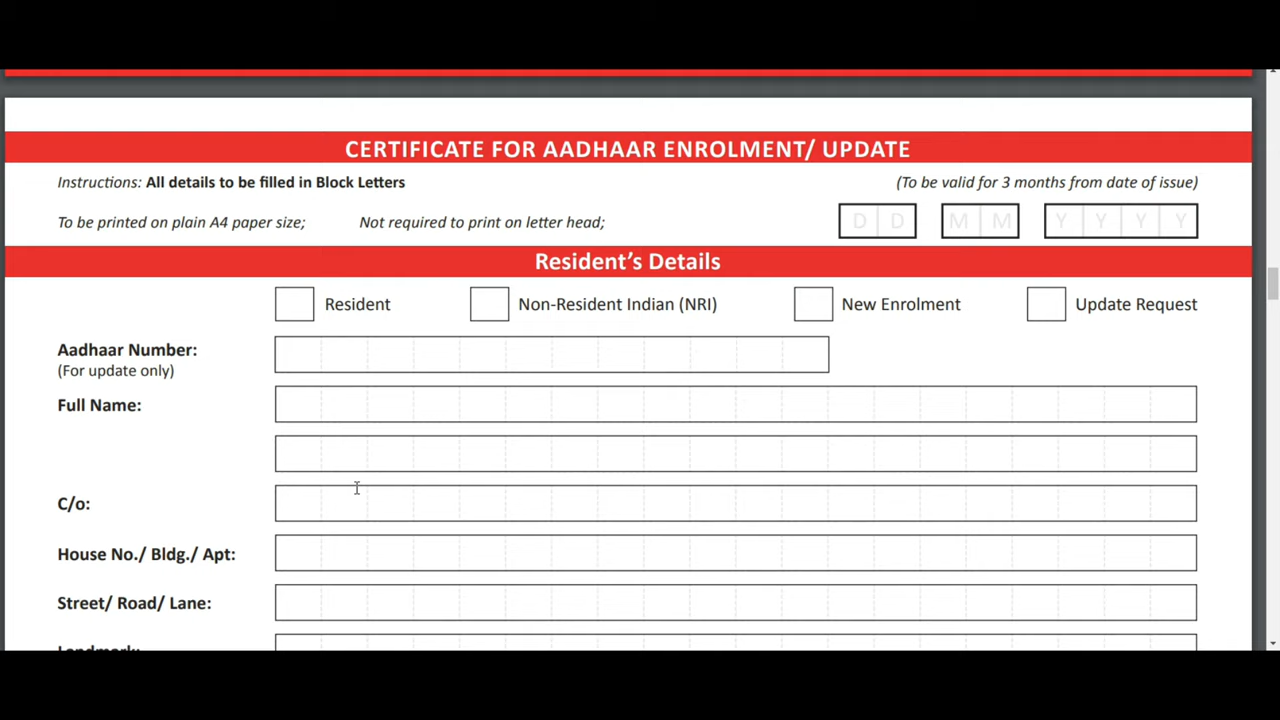 CERTIFICATE FOR AADHAAR ENROLMENT/ UPDATE
Instructions: All details to be filled in Block Letters (To be valid for 3 months from date of issue)
To be printed on plain A4 paper size; Not required to print on letter head; D D M M Y Y Y Y
Resident’s Details
Resident Non-Resident Indian (NRI) New Enrolment Update Request
Aadhaar Number:
(For update only)
Full Name:
C/o:
House No./ Bldg./ Apt:
Street/ Road/ Lane:
Landmark: